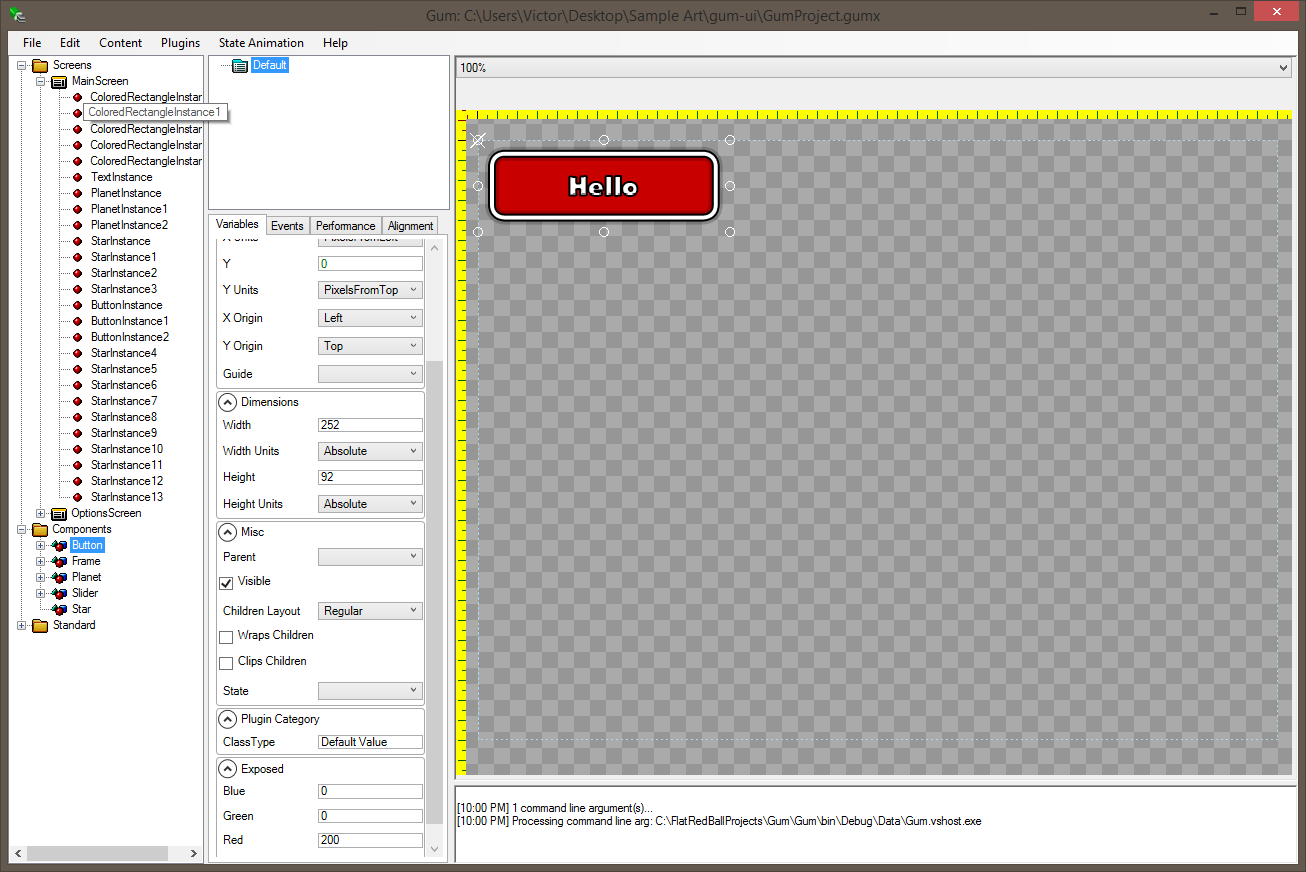 Gum: C:\Users\Victor\Desktop\Sample Art\gum-ui\GumProject.gumx
File Edit Content Plugins State Animation Help
Screens
MainScreen
ColoredRectangleInstar
ColoredRectangleInstance1
ColoredRectangleInstar
ColoredRectangleInstar
ColoredRectangleInstar
TextInstance
PlanetInstance
PlanetInstance1
PlanetInstance2
StarInstance
StarInstance1
StarInstance2
StarInstance3
ButtonInstance
ButtonInstance1
ButtonInstance2
StarInstance4
StarInstance5
StarInstance6
StarInstance7
StarInstance8
StarInstance9
StarInstance10
StarInstance11
StarInstance12
StarInstance13
OptionsScreen
Components
Button
Frame
Planet
Slider
Star
Standard
Default
Variables Events Performance Alignment
X Units PixelsFromLeft
Y 0
Y Units PixelsFromTop
X Origin Left
Y Origin Top
Guide
Dimensions
Width 252
Width Units Absolute
Height 92
Height Units Absolute
Misc
Parent
Visible
Children Layout Regular
Wraps Children
Clips Children
State
Plugin Category
ClassType Default Value
Exposed
Blue 0
Green 0
Red 200
100%
Hello
[10:00 PM] 1 command line argument(s)...
[10:00 PM] Processing command line arg: C:\FlatRedBallProjects\Gum\Gum\bin\Debug\Data\Gum.vshost.exe